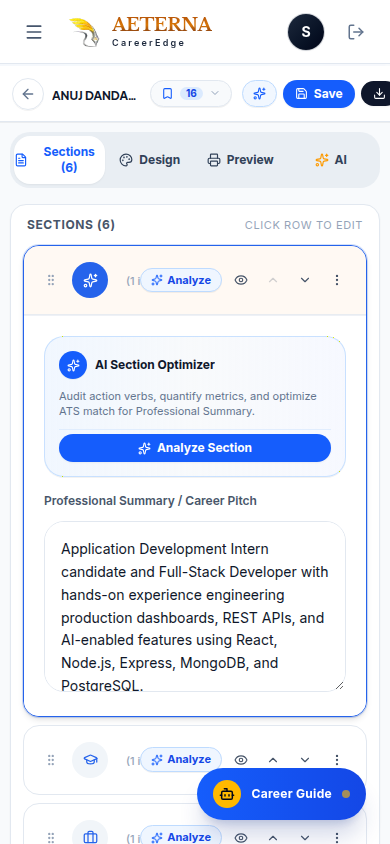 AETERNA
CareerEdge
S
ANUJ DANDA...
16
Save
Sections
(6)
Design
Preview
AI
SECTIONS (6)
CLICK ROW TO EDIT
(1 i
Analyze
AI Section Optimizer
Audit action verbs, quantify metrics, and optimize
ATS match for Professional Summary.
Analyze Section
Professional Summary / Career Pitch
Application Development Intern
candidate and Full-Stack Developer with
hands-on experience engineering
production dashboards, REST APIs, and
AI-enabled features using React,
Node.js, Express, MongoDB, and
PostgreSQL.
(1 i
Analyze
Career Guide
(1 i
Analyze